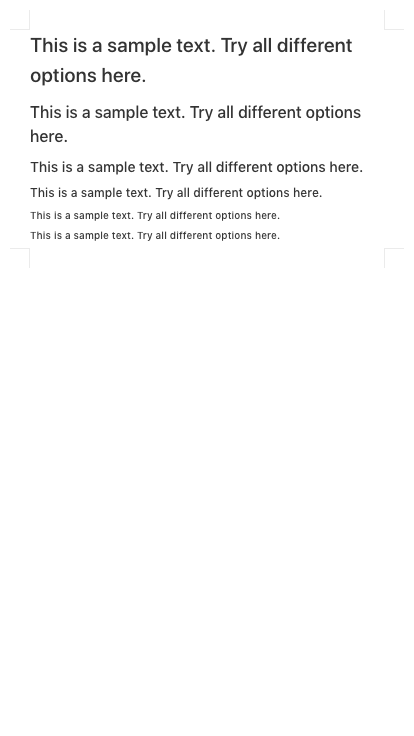 This is a sample text. Try all different
options here.
This is a sample text. Try all different options
here.
This is a sample text. Try all different options here.
This is a sample text. Try all different options here.
This is a sample text. Try all different options here.
This is a sample text. Try all different options here.